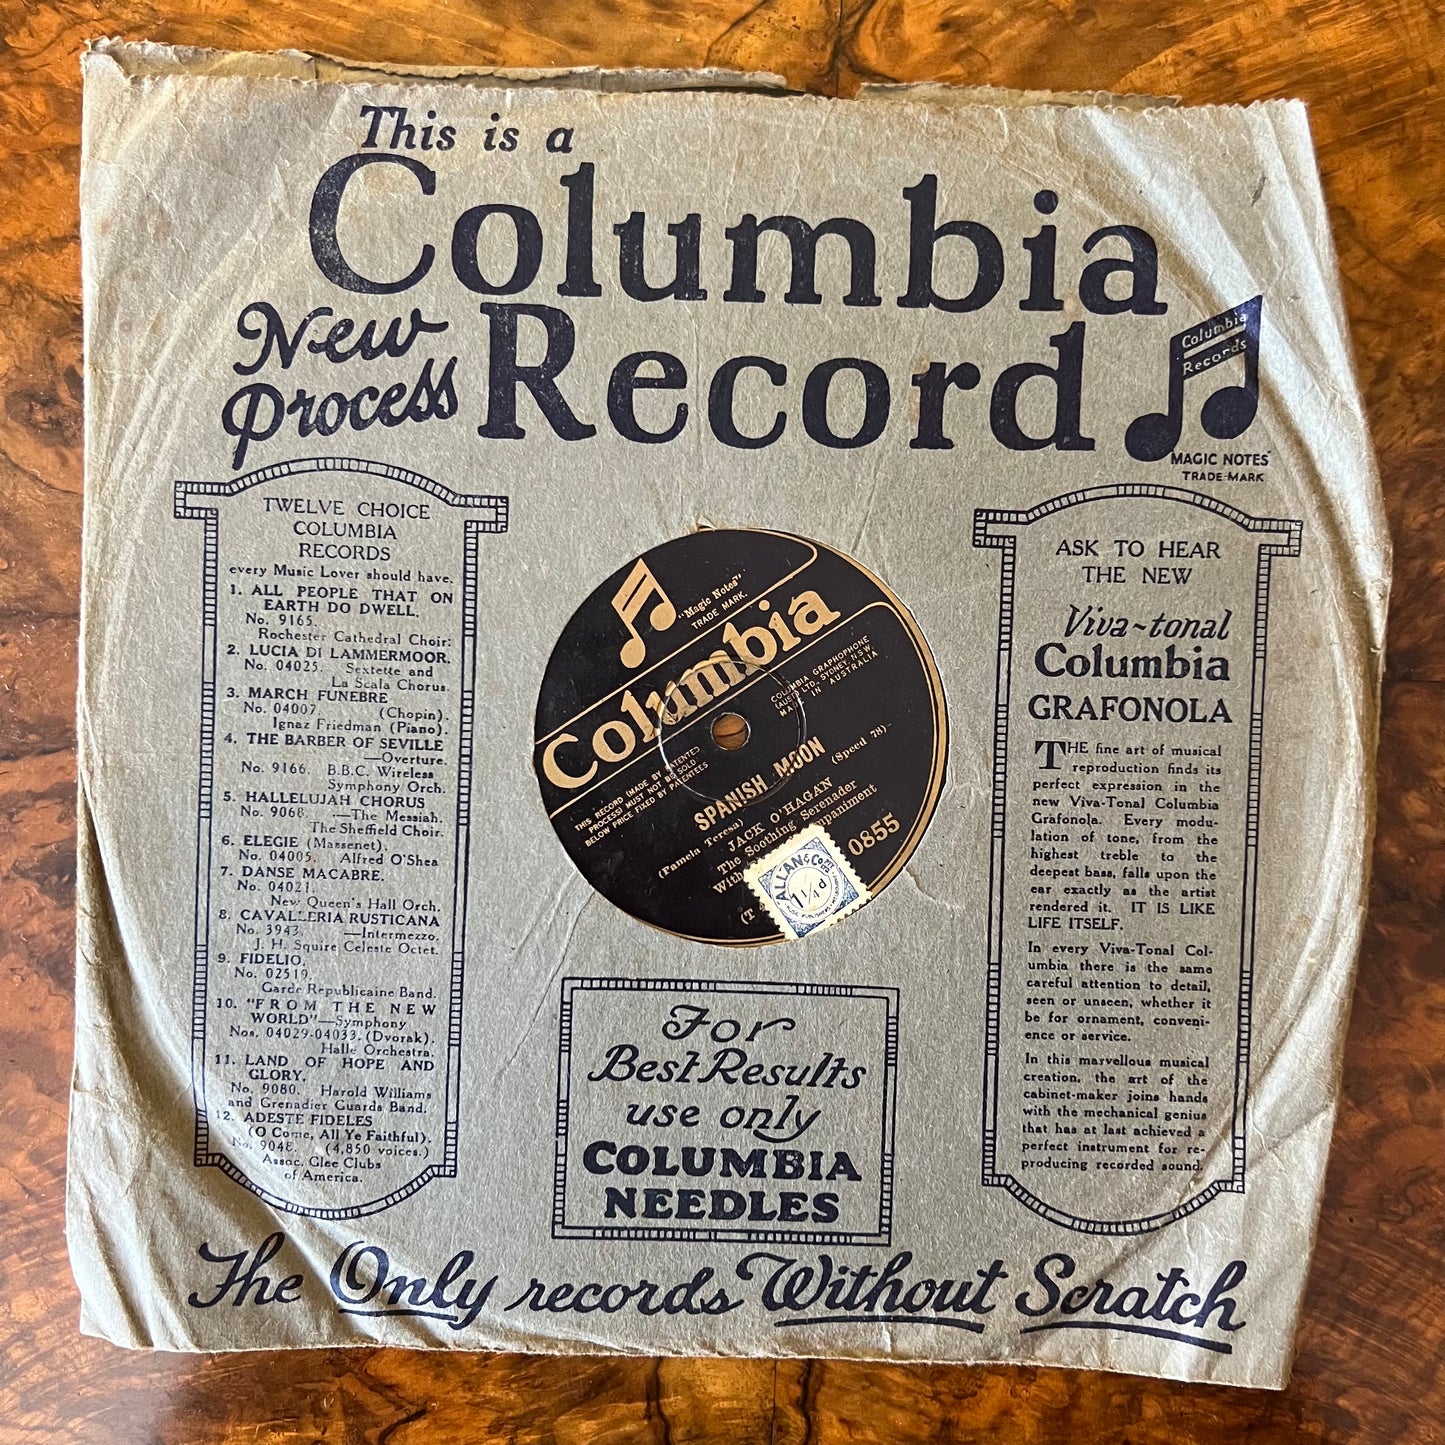 This is a
Columbia
New
Process
Record
Columbia
Records
MAGIC NOTES"
TRADE MARK
TWELVE CHOICE
COLUMBIA
RECORDS
every Music Lover should have.
1. ALL PEOPLE THAT ON
EARTH DO DWELL.
No. 9165.
Rochester Cathedral Choir:
2. LUCIA DI LAMMERMOOR.
No. 04025. Sextette and
La Scala Chorus.
3. MARCH FUNEBRE
No. 04007. (Chopin).
Ignaz Friedman (Piano).
4. THE BARBER OF SEVILLE
—Overture.
No. 9166. B.B.C. Wireless
Symphony Orch.
5. HALLELUJAH CHORUS
No. 9068. —The Messiah.
The Sheffield Choir.
6. ELEGIE (Massenet).
No. 04005. Alfred O'Shea
7. DANSE MACABRE.
No. 04021.
New Queen's Hall Orch.
8. CAVALLERIA RUSTICANA
No. 3943. —Intermezzo.
J. H. Squire Celeste Octet.
9. FIDELIO.
No. 02519.
Garde Republicaine Band.
10. "FROM THE NEW
WORLD"—Symphony
Nos. 04029-04033. (Dvorak).
Halle Orchestra.
11. LAND OF HOPE AND
GLORY.
No. 9080. Harold Williams
and Grenadier Guards Band.
12. ADESTE FIDELES
(O Come, All Ye Faithful).
No. 9048. (4,850 voices.)
Assoc. Glee Clubs
of America.
"Magic Notes"
TRADE MARK.
Columbia
COLUMBIA GRAPHOPHONE
(AUST) LTD. SYDNEY, N.S.W.
MADE IN AUSTRALIA
THIS RECORD (MADE BY PATENTED
PROCESS) MUST NOT BE SOLD
BELOW PRICE FIXED BY PATENTEES
SPANISH MOON
(Speed 78)
(Pamela Teresa)
JACK O'HAGAN
The Soothing Serenader
With
0855
(T
ALLAN & Co.
1 1/4 d
ASK TO HEAR
THE NEW
Viva-tonal
Columbia
GRAFONOLA
THE fine art of musical
reproduction finds its
perfect expression in the
new Viva-Tonal Columbia
Grafonola. Every modu-
lation of tone, from the
highest treble to the
deepest bass, falls upon the
ear exactly as the artist
rendered it. IT IS LIKE
LIFE ITSELF.
In every Viva-Tonal Col-
umbia there is the same
careful attention to detail,
seen or unseen, whether it
be for ornament, conveni-
ence or service.
In this marvellous musical
creation, the art of the
cabinet-maker joins hands
with the mechanical genius
that has at last achieved a
perfect instrument for re-
producing recorded sound.
For
Best Results
use only
COLUMBIA
NEEDLES
The Only records Without Scratch